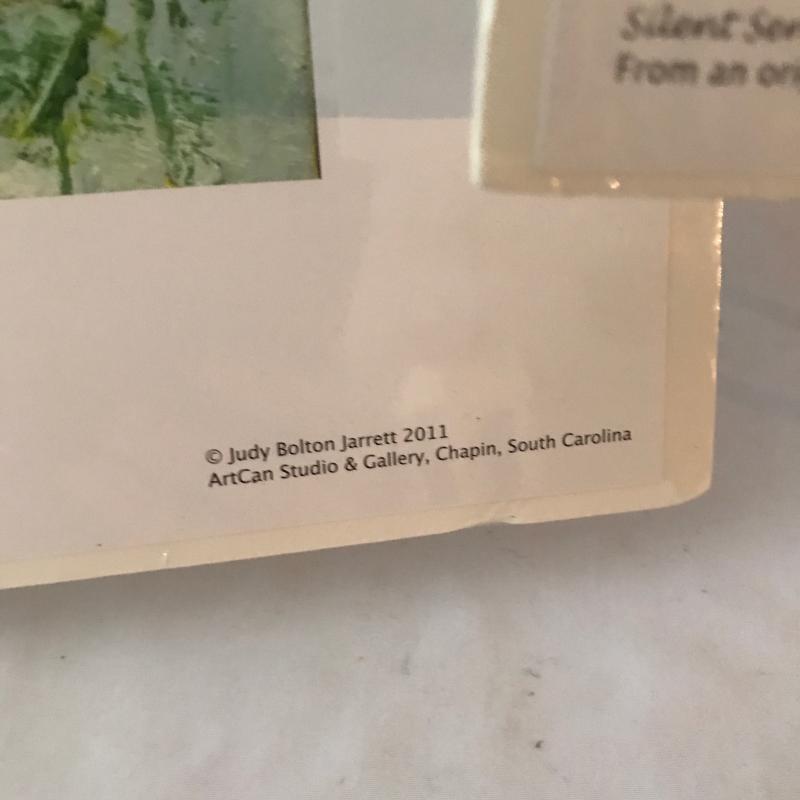 Silent
From an
© Judy Bolton Jarrett 2011
ArtCan Studio & Gallery, Chapin, South Carolina